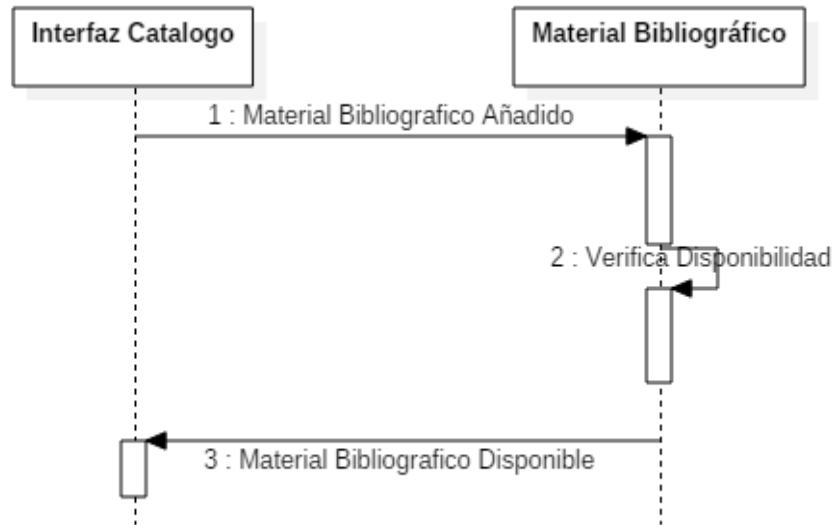 Interfaz Catalogo
Material Bibliográfico
1 : Material Bibliografico Añadido
2 : Verifica Disponibilidad
3 : Material Bibliografico Disponible